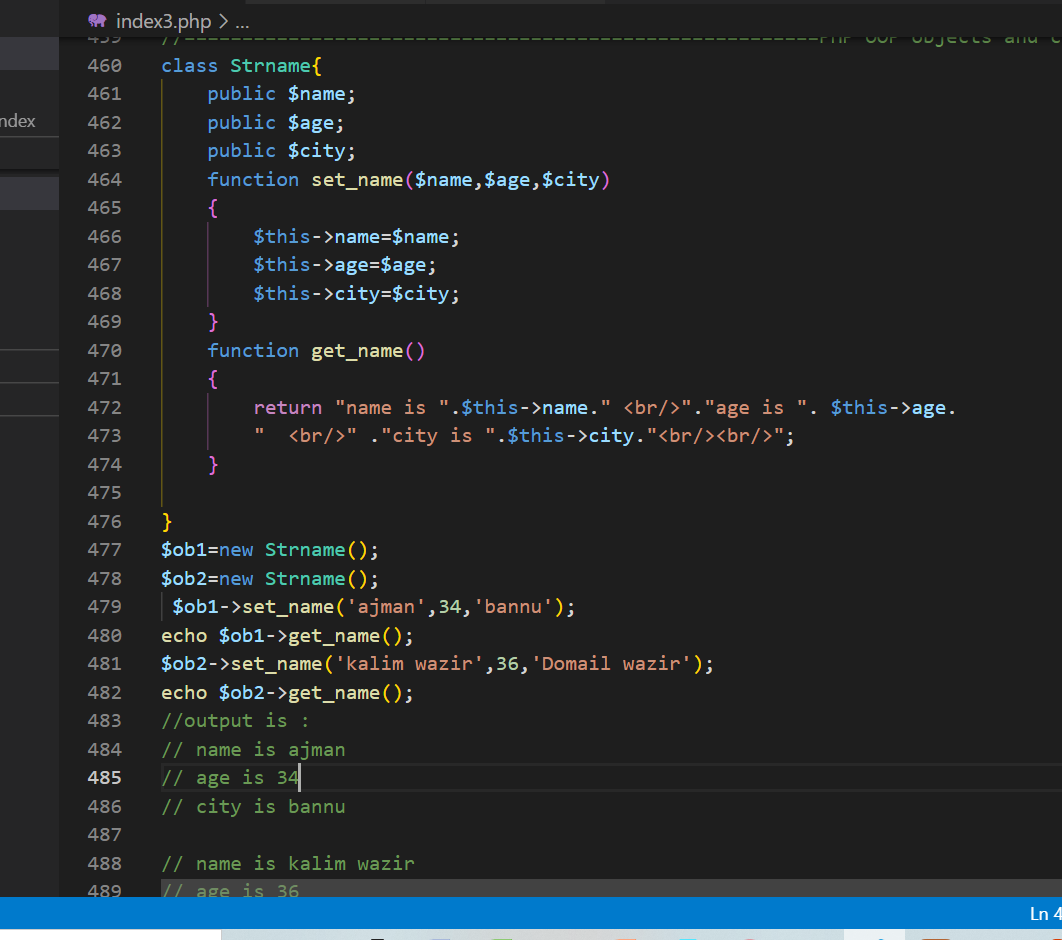 index3.php > ...
459 //-------------------------------------------------------PHP OOP Objects and c
460 class Strname{
461     public $name;
462     public $age;
463     public $city;
ndex
464     function set_name($name,$age,$city)
465     {
466         $this->name=$name;
467         $this->age=$age;
468         $this->city=$city;
469     }
470     function get_name()
471     {
472         return "name is ".$this->name." <br/>"."age is ". $this->age.
473         "  <br/>" ."city is ".$this->city."<br/><br/>";
474     }
475
476 }
477 $ob1=new Strname();
478 $ob2=new Strname();
479  $ob1->set_name('ajman',34,'bannu');
480 echo $ob1->get_name();
481 $ob2->set_name('kalim wazir',36,'Domail wazir');
482 echo $ob2->get_name();
483 //output is :
484 // name is ajman
485 // age is 34
486 // city is bannu
487
488 // name is kalim wazir
489 // age is 36
Ln 4